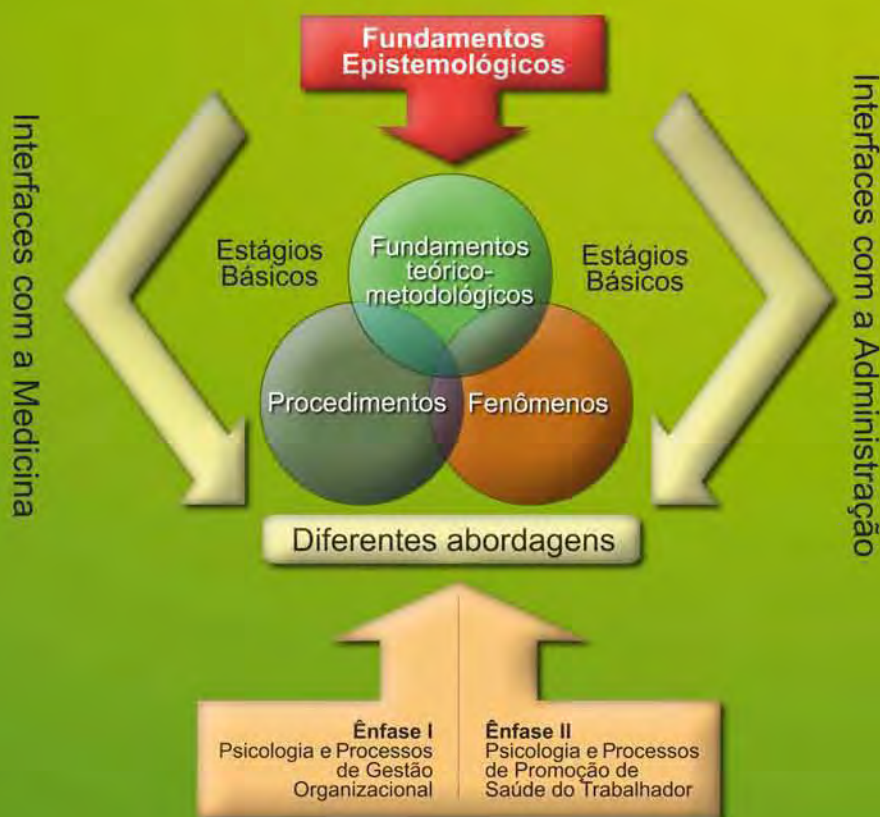 Fundamentos
Epistemológicos
Interfaces com a Medicina
Interfaces com a Administração
Estágios
Básicos
Fundamentos
teórico-
metodológicos
Estágios
Básicos
Procedimentos
Fenômenos
Diferentes abordagens
Ênfase I
Psicologia e Processos
de Gestão
Organizacional
Ênfase II
Psicologia e Processos
de Promoção de
Saúde do Trabalhador